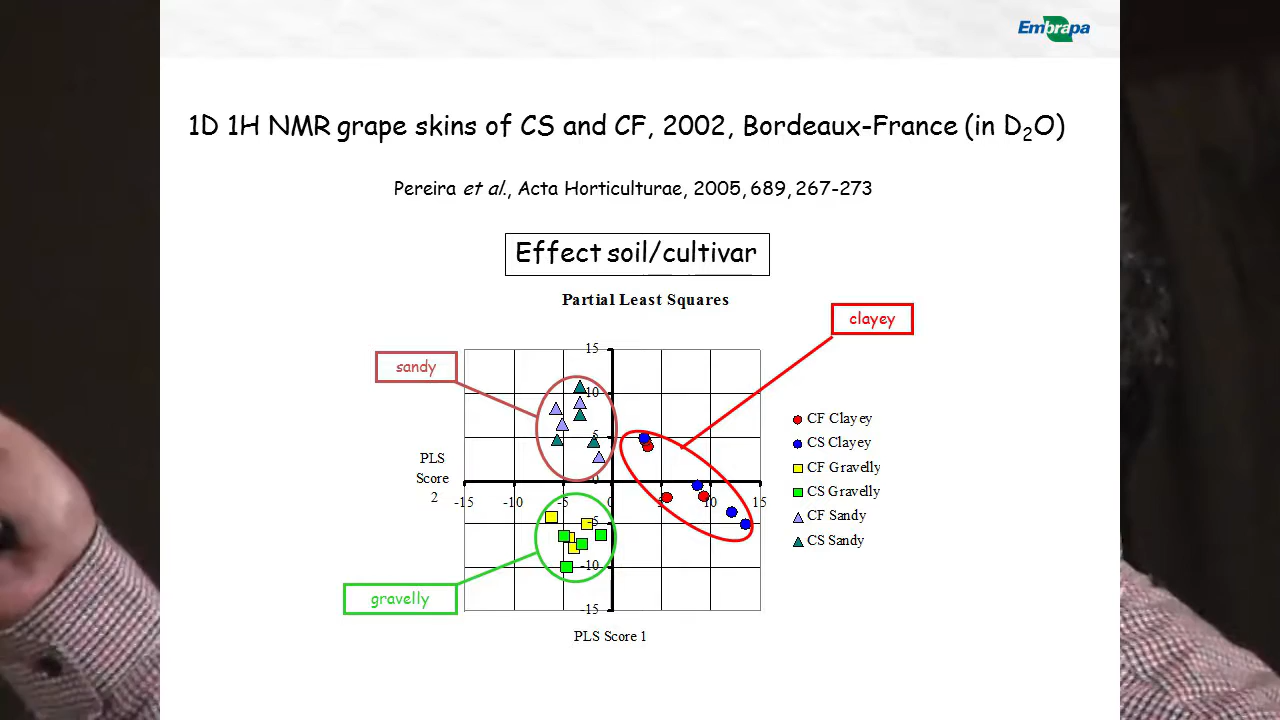 Embrapa
1D 1H NMR grape skins of CS and CF, 2002, Bordeaux-France (in D₂O)
Pereira et al., Acta Horticulturae, 2005, 689, 267-273
Effect soil/cultivar
Partial Least Squares
clayey
sandy
gravelly
15
10
5
0
-5
-10
-15
-15 -10 -5 0 5 10 15
PLS
Score
2
PLS Score 1
CF Clayey
CS Clayey
CF Gravelly
CS Gravelly
CF Sandy
CS Sandy